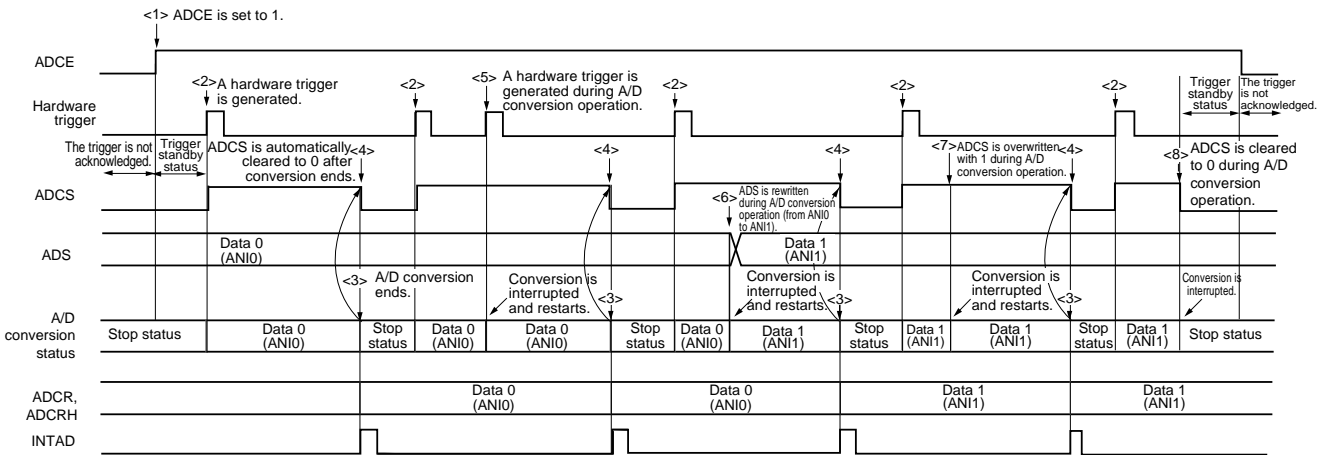 <1> ADCE is set to 1.
ADCE
<2> A hardware trigger
is generated.
<2>
<5> A hardware trigger is
generated during A/D
conversion operation.
<2>
<2>
<2>
Trigger
standby
status
The trigger
is not
acknowledged.
Hardware
trigger
The trigger is not
acknowledged.
Trigger
standby
status
ADCS is automatically
cleared to 0 after
conversion ends.
<4>
<4>
<4>
<7> ADCS is overwritten
with 1 during A/D
conversion operation.
<4>
<8> ADCS is cleared
to 0 during A/D
conversion
operation.
ADCS
<6> ADS is rewritten
during A/D conversion
operation (from ANI0
to ANI1).
ADS
Data 0
(ANI0)
Data 1
(ANI1)
<3> A/D conversion
ends.
Conversion is
interrupted
and restarts.
<3>
Conversion is
interrupted
and restarts.
<3>
Conversion is
interrupted
and restarts.
<3>
Conversion is
interrupted.
A/D
conversion
status
Stop status
Data 0
(ANI0)
Stop
status
Data 0
(ANI0)
Data 0
(ANI0)
Stop
status
Data 0
(ANI0)
Data 1
(ANI1)
Stop
status
Data 1
(ANI1)
Data 1
(ANI1)
Stop
status
Data 1
(ANI1)
Stop status
ADCR,
ADCRH
Data 0
(ANI0)
Data 0
(ANI0)
Data 1
(ANI1)
Data 1
(ANI1)
INTAD